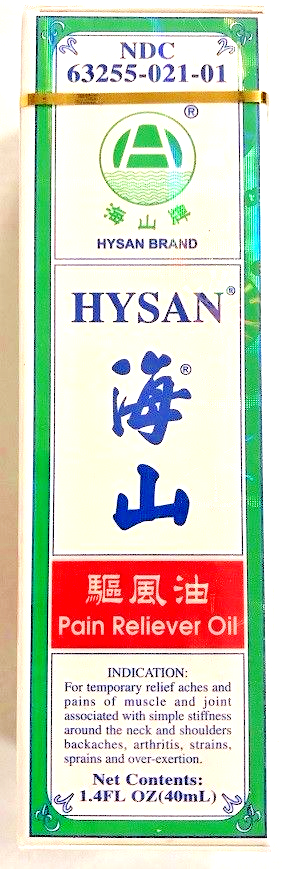 NDC
63255-021-01
®
海山牌
HYSAN BRAND
HYSAN®
海®
山
驅風油
Pain Reliever Oil
INDICATION:
For temporary relief aches and
pains of muscle and joint
associated with simple stiffness
around the neck and shoulders
backaches, arthritis, strains,
sprains and over-exertion.
Net Contents:
1.4FL OZ(40mL)